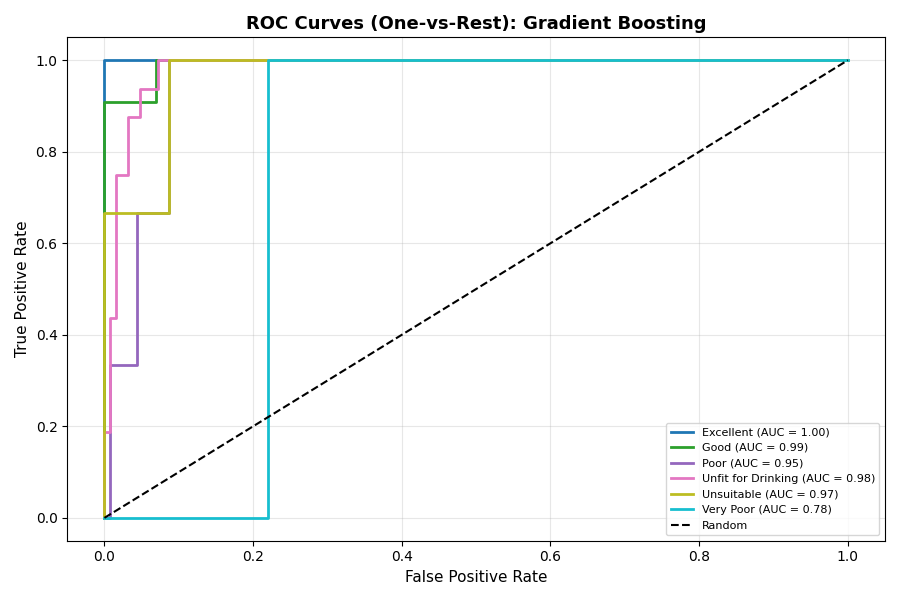 ROC Curves (One-vs-Rest): Gradient Boosting
True Positive Rate
1.0
0.8
0.6
0.4
0.2
0.0
Excellent (AUC = 1.00)
Good (AUC = 0.99)
Poor (AUC = 0.95)
Unfit for Drinking (AUC = 0.98)
Unsuitable (AUC = 0.97)
Very Poor (AUC = 0.78)
Random
0.0 0.2 0.4 0.6 0.8 1.0
False Positive Rate